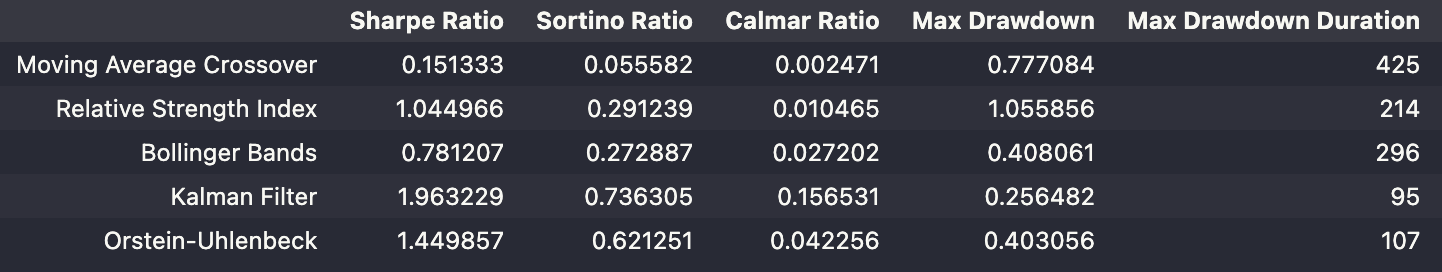 Sharpe Ratio Sortino Ratio Calmar Ratio Max Drawdown Max Drawdown Duration
Moving Average Crossover 0.151333 0.055582 0.002471 0.777084 425
Relative Strength Index 1.044966 0.291239 0.010465 1.055856 214
Bollinger Bands 0.781207 0.272887 0.027202 0.408061 296
Kalman Filter 1.963229 0.736305 0.156531 0.256482 95
Orstein-Uhlenbeck 1.449857 0.621251 0.042256 0.403056 107